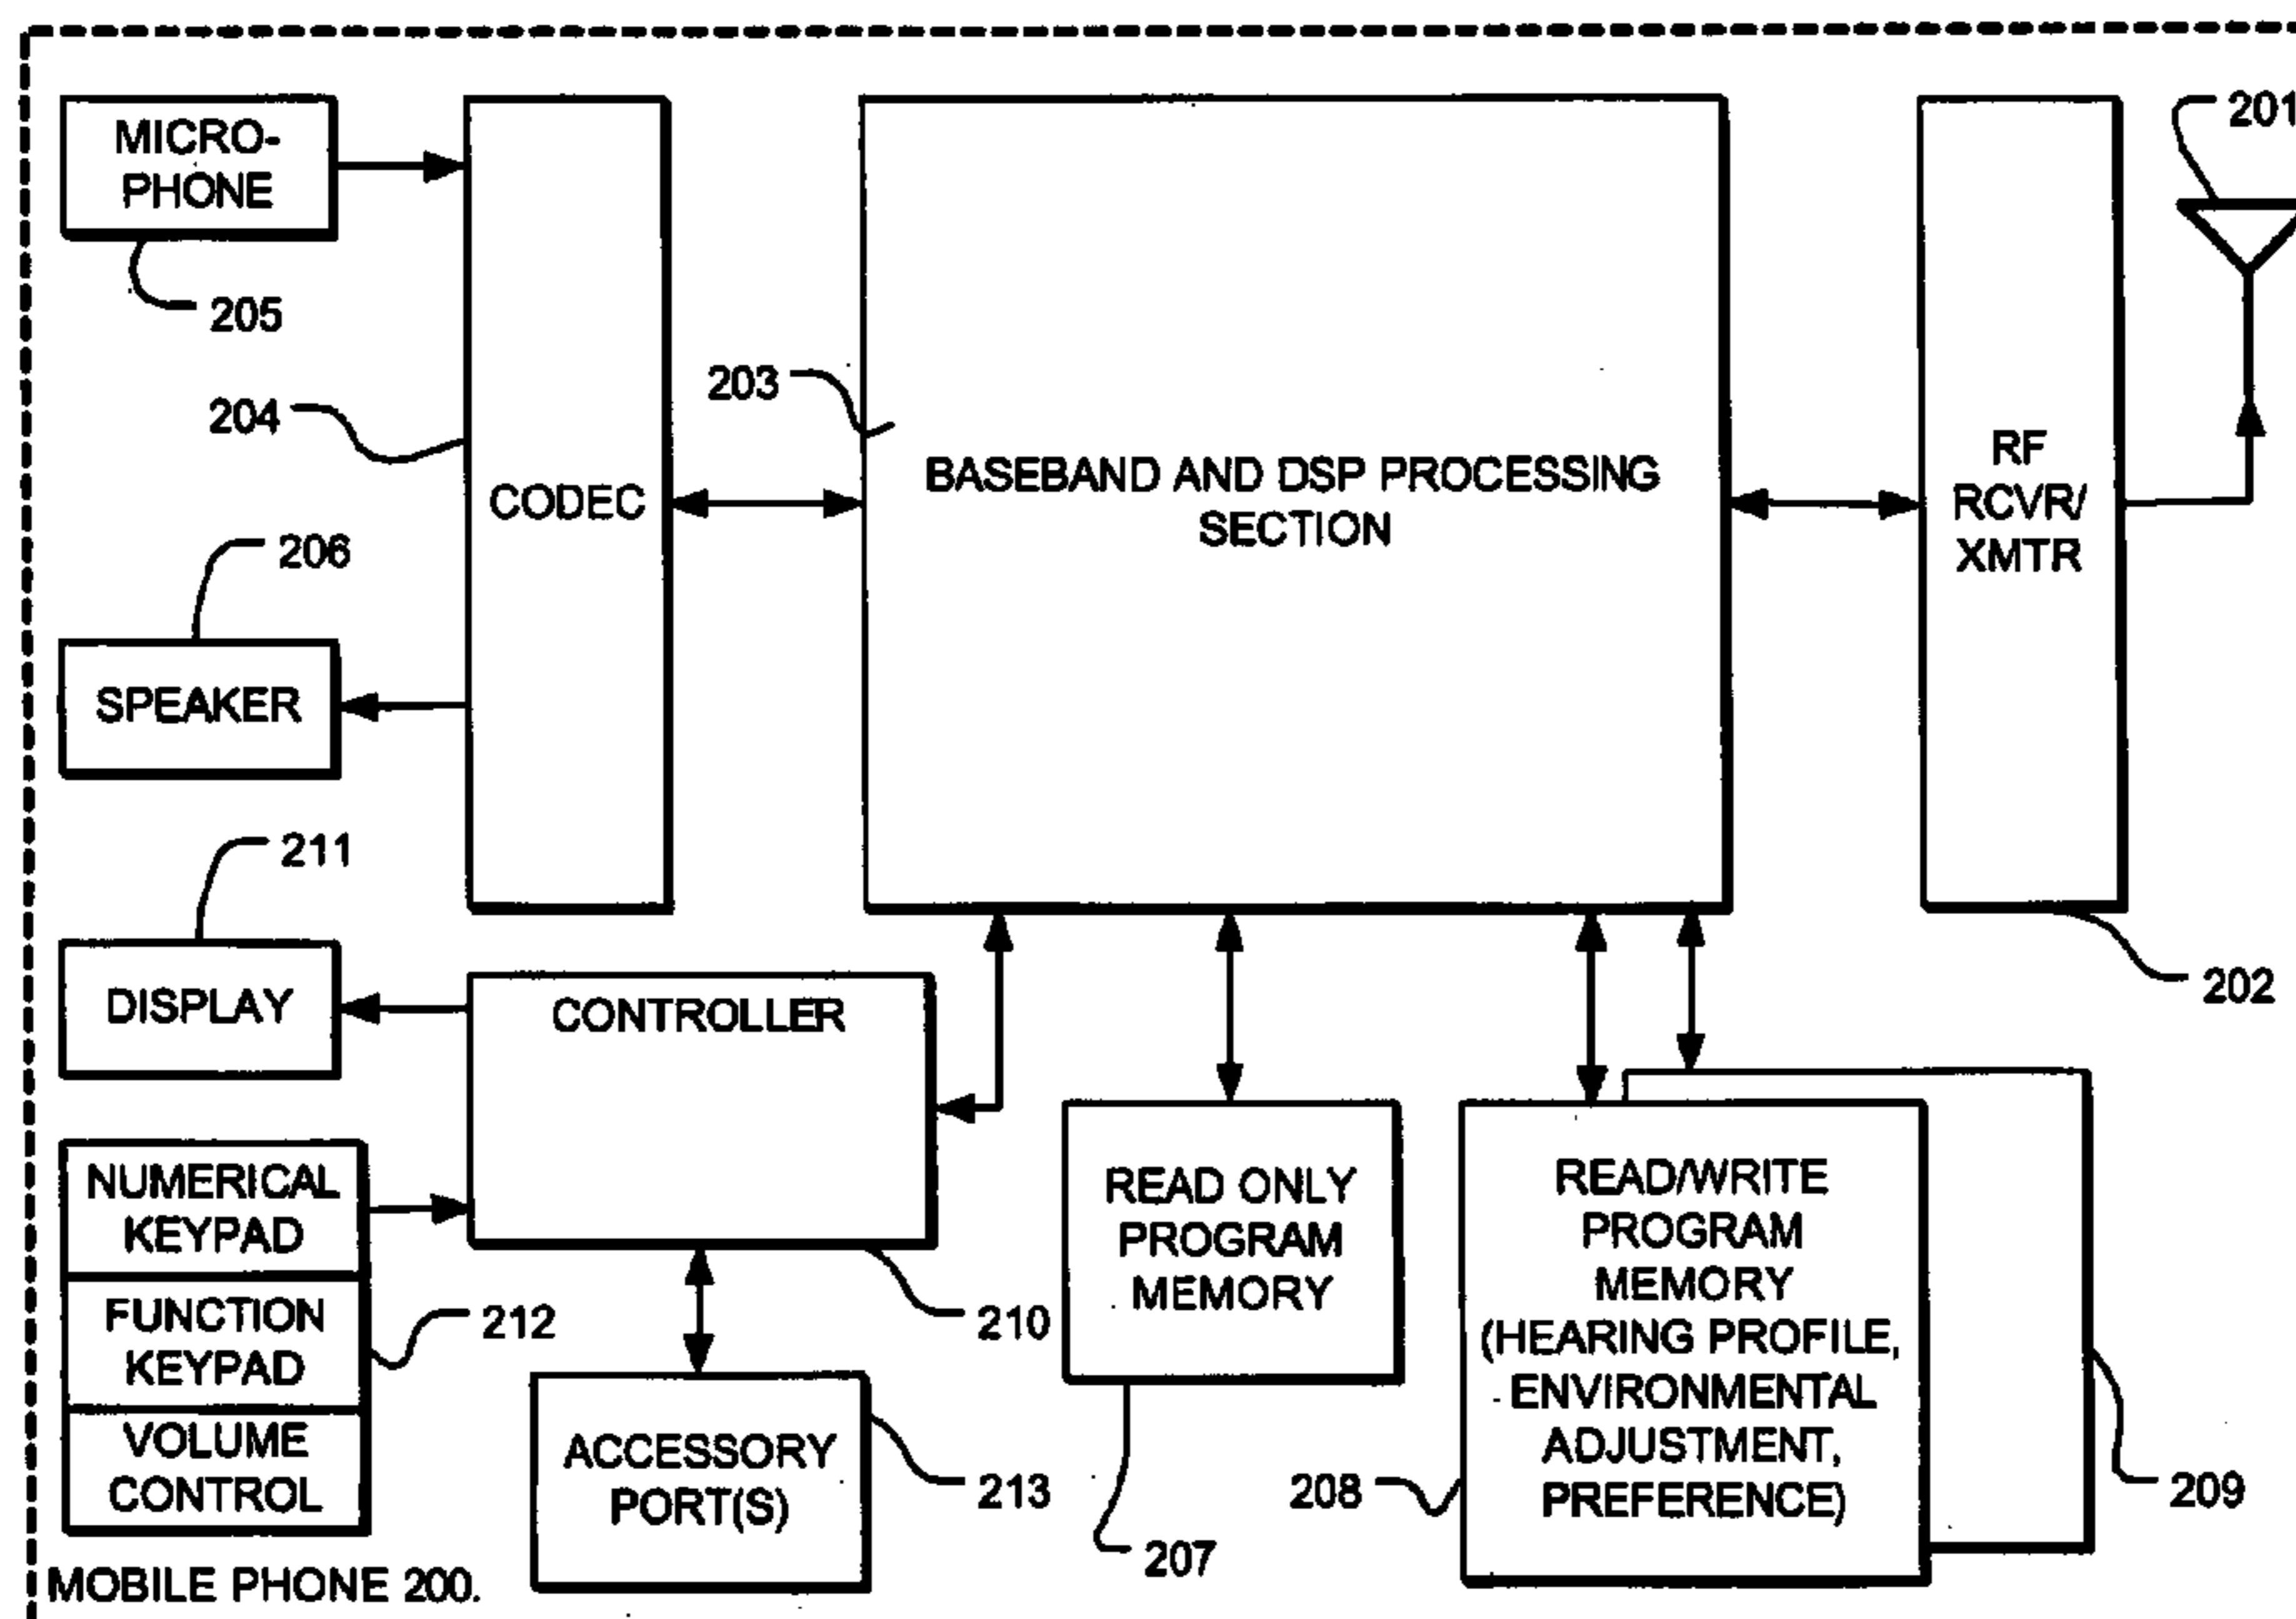 MICRO-
PHONE
205
204
CODEC
203
BASEBAND AND DSP PROCESSING
SECTION
RF
RCVR/
XMTR
201
202
206
SPEAKER
211
DISPLAY
CONTROLLER
210
NUMERICAL
KEYPAD
FUNCTION
KEYPAD
VOLUME
CONTROL
212
ACCESSORY
PORT(S)
213
READ ONLY
PROGRAM
MEMORY
207
READ/WRITE
PROGRAM
MEMORY
(HEARING PROFILE,
ENVIRONMENTAL
ADJUSTMENT,
PREFERENCE)
208
209
MOBILE PHONE 200.